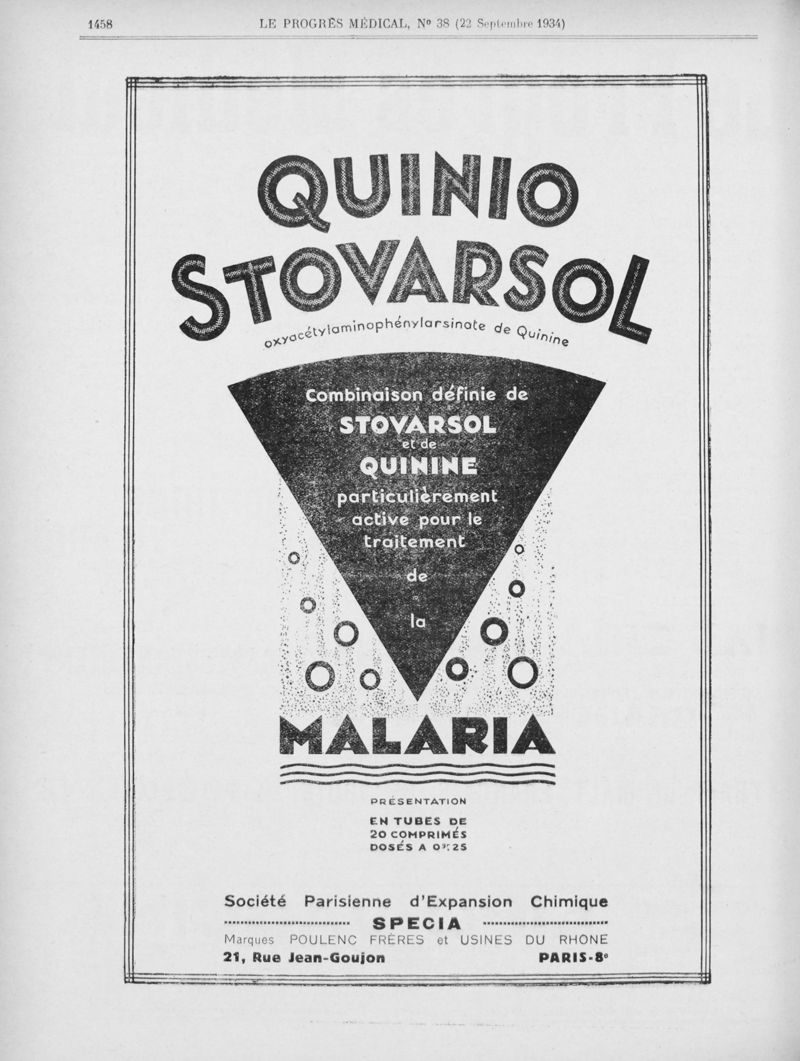 1458
LE PROGRÈS MÉDICAL, Nº 38 (22 Septembre 1934)
QUINIO
STOVARSOL
oxyacétylaminophénylarsinate de Quinine
Combinaison définie de
STOVARSOL
et de
QUININE
particulièrement
active pour le
traitement
de
la
MALARIA
PRÉSENTATION
EN TUBES DE
20 COMPRIMÉS
DOSÉS A 0gr.25
Société Parisienne d'Expansion Chimique
SPECIA
Marques POULENC FRÈRES et USINES DU RHONE
21, Rue Jean-Goujon PARIS-8e